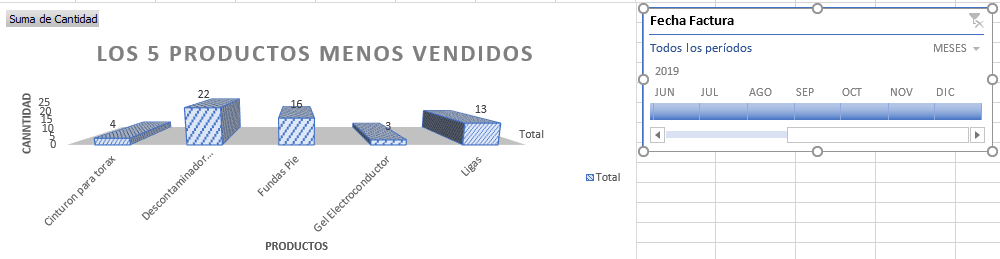 Suma de Cantidad
LOS 5 PRODUCTOS MENOS VENDIDOS
CAINTIDAD
25
20
15
10
5
0
4
22
16
3
13
Total
Cinturon para torax
Descontaminador...
Fundas Pie
Gel Electroconductor
Ligas
PRODUCTOS
Total
Fecha Factura
Todos los períodos
MESES
2019
JUN JUL AGO SEP OCT NOV DIC